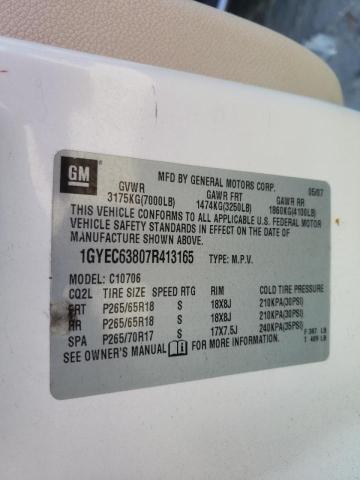 GM
MFD BY GENERAL MOTORS CORP. 05/07
GVWR GAWR FRT GAWR RR
3175KG(7000LB) 1474KG(3250LB) 1860KG(4100LB)
THIS VEHICLE CONFORMS TO ALL APPLICABLE U.S. FEDERAL MOTOR
VEHICLE SAFETY STANDARDS IN EFFECT ON THE DATE OF
MANUFACTURE SHOWN ABOVE.
1GYEC63807R413165 TYPE: M.P.V.
MODEL: C10706
CQ2L TIRE SIZE SPEED RTG RIM COLD TIRE PRESSURE
FRT P265/65R18 S 18X8J 210KPA(30PSI)
RR P265/65R18 S 18X8J 210KPA(30PSI)
SPA P265/70R17 S 17X7.5J 240KPA(35PSI)
SEE OWNER'S MANUAL FOR MORE INFORMATION.
F 387 LB
T 409 LB